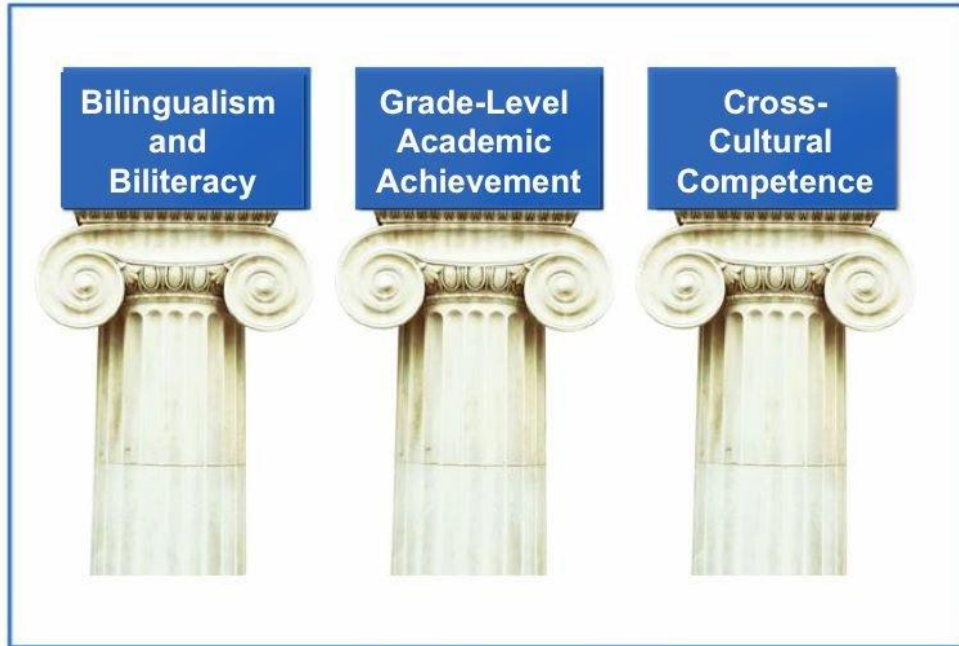 Bilingualism
and
Biliteracy
Grade-Level
Academic
Achievement
Cross-
Cultural
Competence